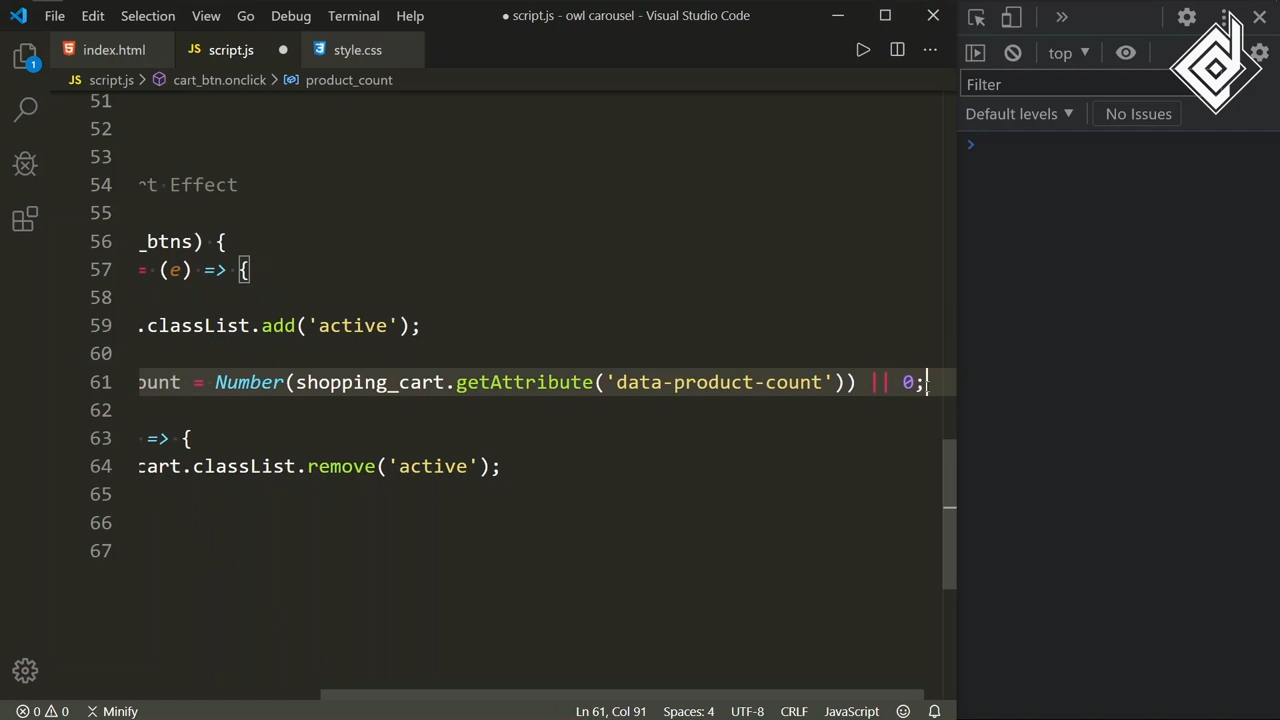 File Edit Selection View Go Debug Terminal Help
● script.js - owl carousel - Visual Studio Code
index.html
JS script.js ●
style.css
1
JS script.js > cart_btn.onclick > product_count
51
52
53
54 nt Effect
55
56 _btns) {
57 = (e) => {
58
59 .classList.add('active');
60
61 ount = Number(shopping_cart.getAttribute('data-product-count')) || 0;
62
63 => {
64 cart.classList.remove('active');
65
66
67
top
Filter
Default levels
No Issues
0 0
Minify
Ln 61, Col 91
Spaces: 4
UTF-8
CRLF
JavaScript